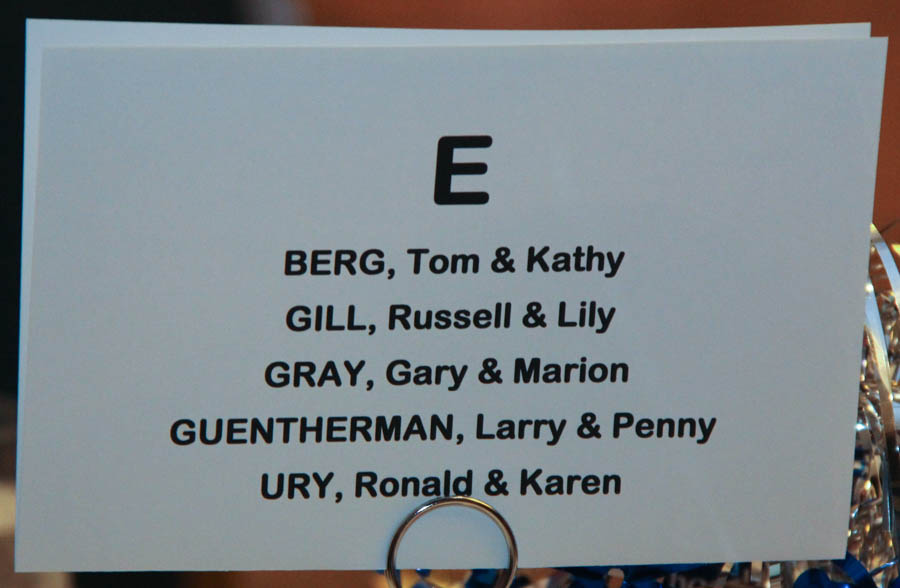 E
BERG, Tom & Kathy
GILL, Russell & Lily
GRAY, Gary & Marion
GUENTHERMAN, Larry & Penny
URY, Ronald & Karen